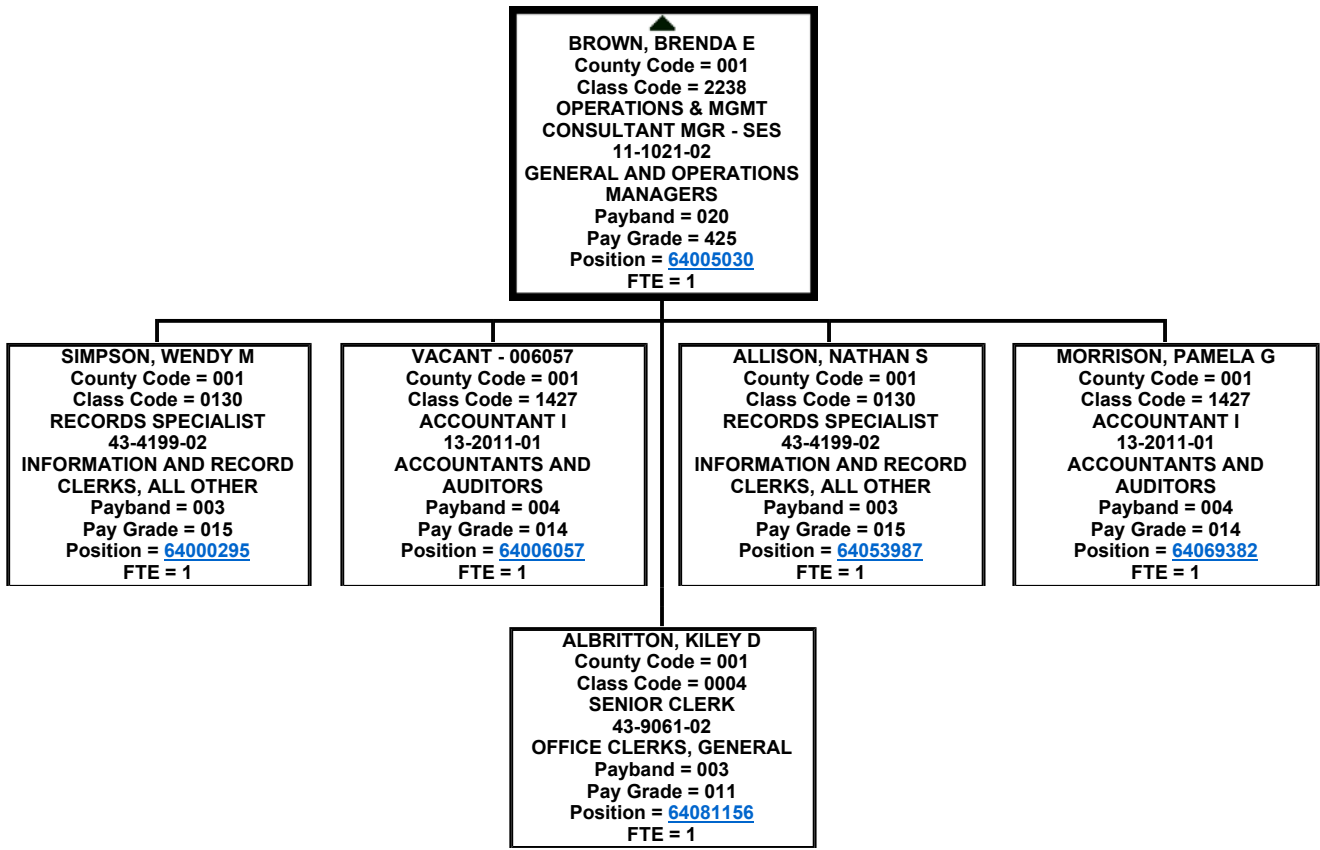 BROWN, BRENDA E
County Code = 001
Class Code = 2238
OPERATIONS & MGMT
CONSULTANT MGR - SES
11-1021-02
GENERAL AND OPERATIONS
MANAGERS
Payband = 020
Pay Grade = 425
Position = 64005030
FTE = 1
SIMPSON, WENDY M
County Code = 001
Class Code = 0130
RECORDS SPECIALIST
43-4199-02
INFORMATION AND RECORD
CLERKS, ALL OTHER
Payband = 003
Pay Grade = 015
Position = 64000295
FTE = 1
VACANT - 006057
County Code = 001
Class Code = 1427
ACCOUNTANT I
13-2011-01
ACCOUNTANTS AND
AUDITORS
Payband = 004
Pay Grade = 014
Position = 64006057
FTE = 1
ALLISON, NATHAN S
County Code = 001
Class Code = 0130
RECORDS SPECIALIST
43-4199-02
INFORMATION AND RECORD
CLERKS, ALL OTHER
Payband = 003
Pay Grade = 015
Position = 64053987
FTE = 1
MORRISON, PAMELA G
County Code = 001
Class Code = 1427
ACCOUNTANT I
13-2011-01
ACCOUNTANTS AND
AUDITORS
Payband = 004
Pay Grade = 014
Position = 64069382
FTE = 1
ALBRITTON, KILEY D
County Code = 001
Class Code = 0004
SENIOR CLERK
43-9061-02
OFFICE CLERKS, GENERAL
Payband = 003
Pay Grade = 011
Position = 64081156
FTE = 1